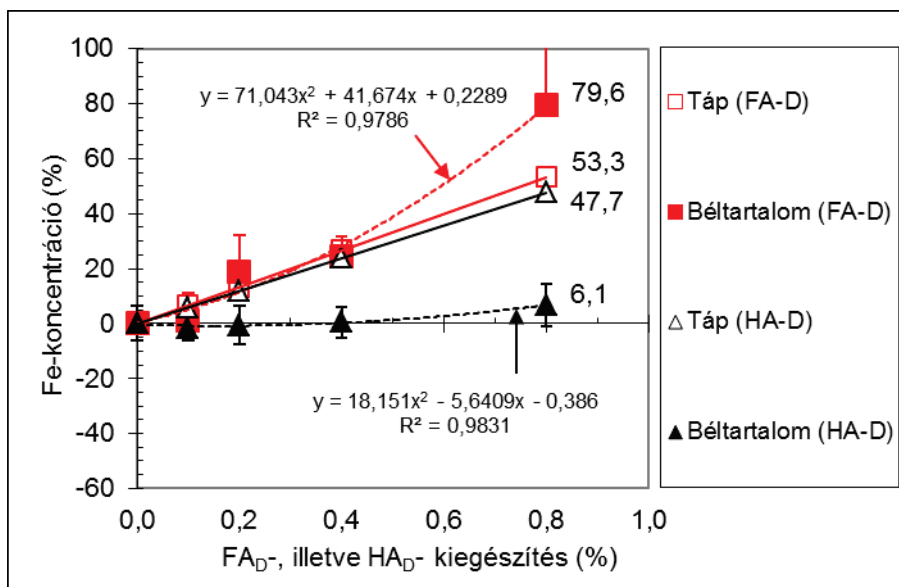 100
80
60
40
20
0
-20
-40
-60
Fe-koncentráció (%)
y = 71,043x² + 41,674x + 0,2289
R² = 0,9786
79,6
53,3
47,7
6,1
y = 18,151x² - 5,6409x - 0,386
R² = 0,9831
0,0 0,2 0,4 0,6 0,8 1,0
FA_D-, illetve HA_D- kiegészítés (%)
Táp (FA-D)
Béltartalom (FA-D)
Táp (HA-D)
Béltartalom (HA-D)